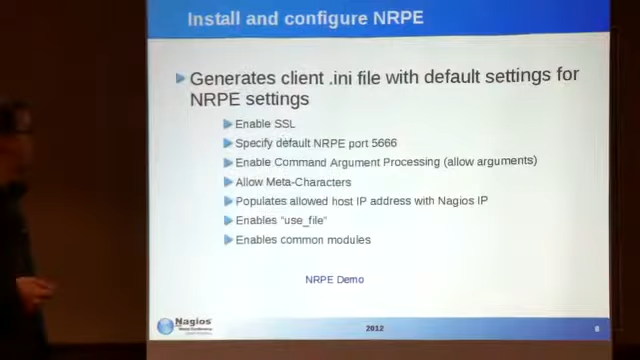 Install and configure NRPE
Generates client .ini file with default settings for
NRPE settings
Enable SSL
Specify default NRPE port 5666
Enable Command Argument Processing (allow arguments)
Allow Meta-Characters
Populates allowed host IP address with Nagios IP
Enables "use_file"
Enables common modules
NRPE Demo
Nagios
World Conference
2012